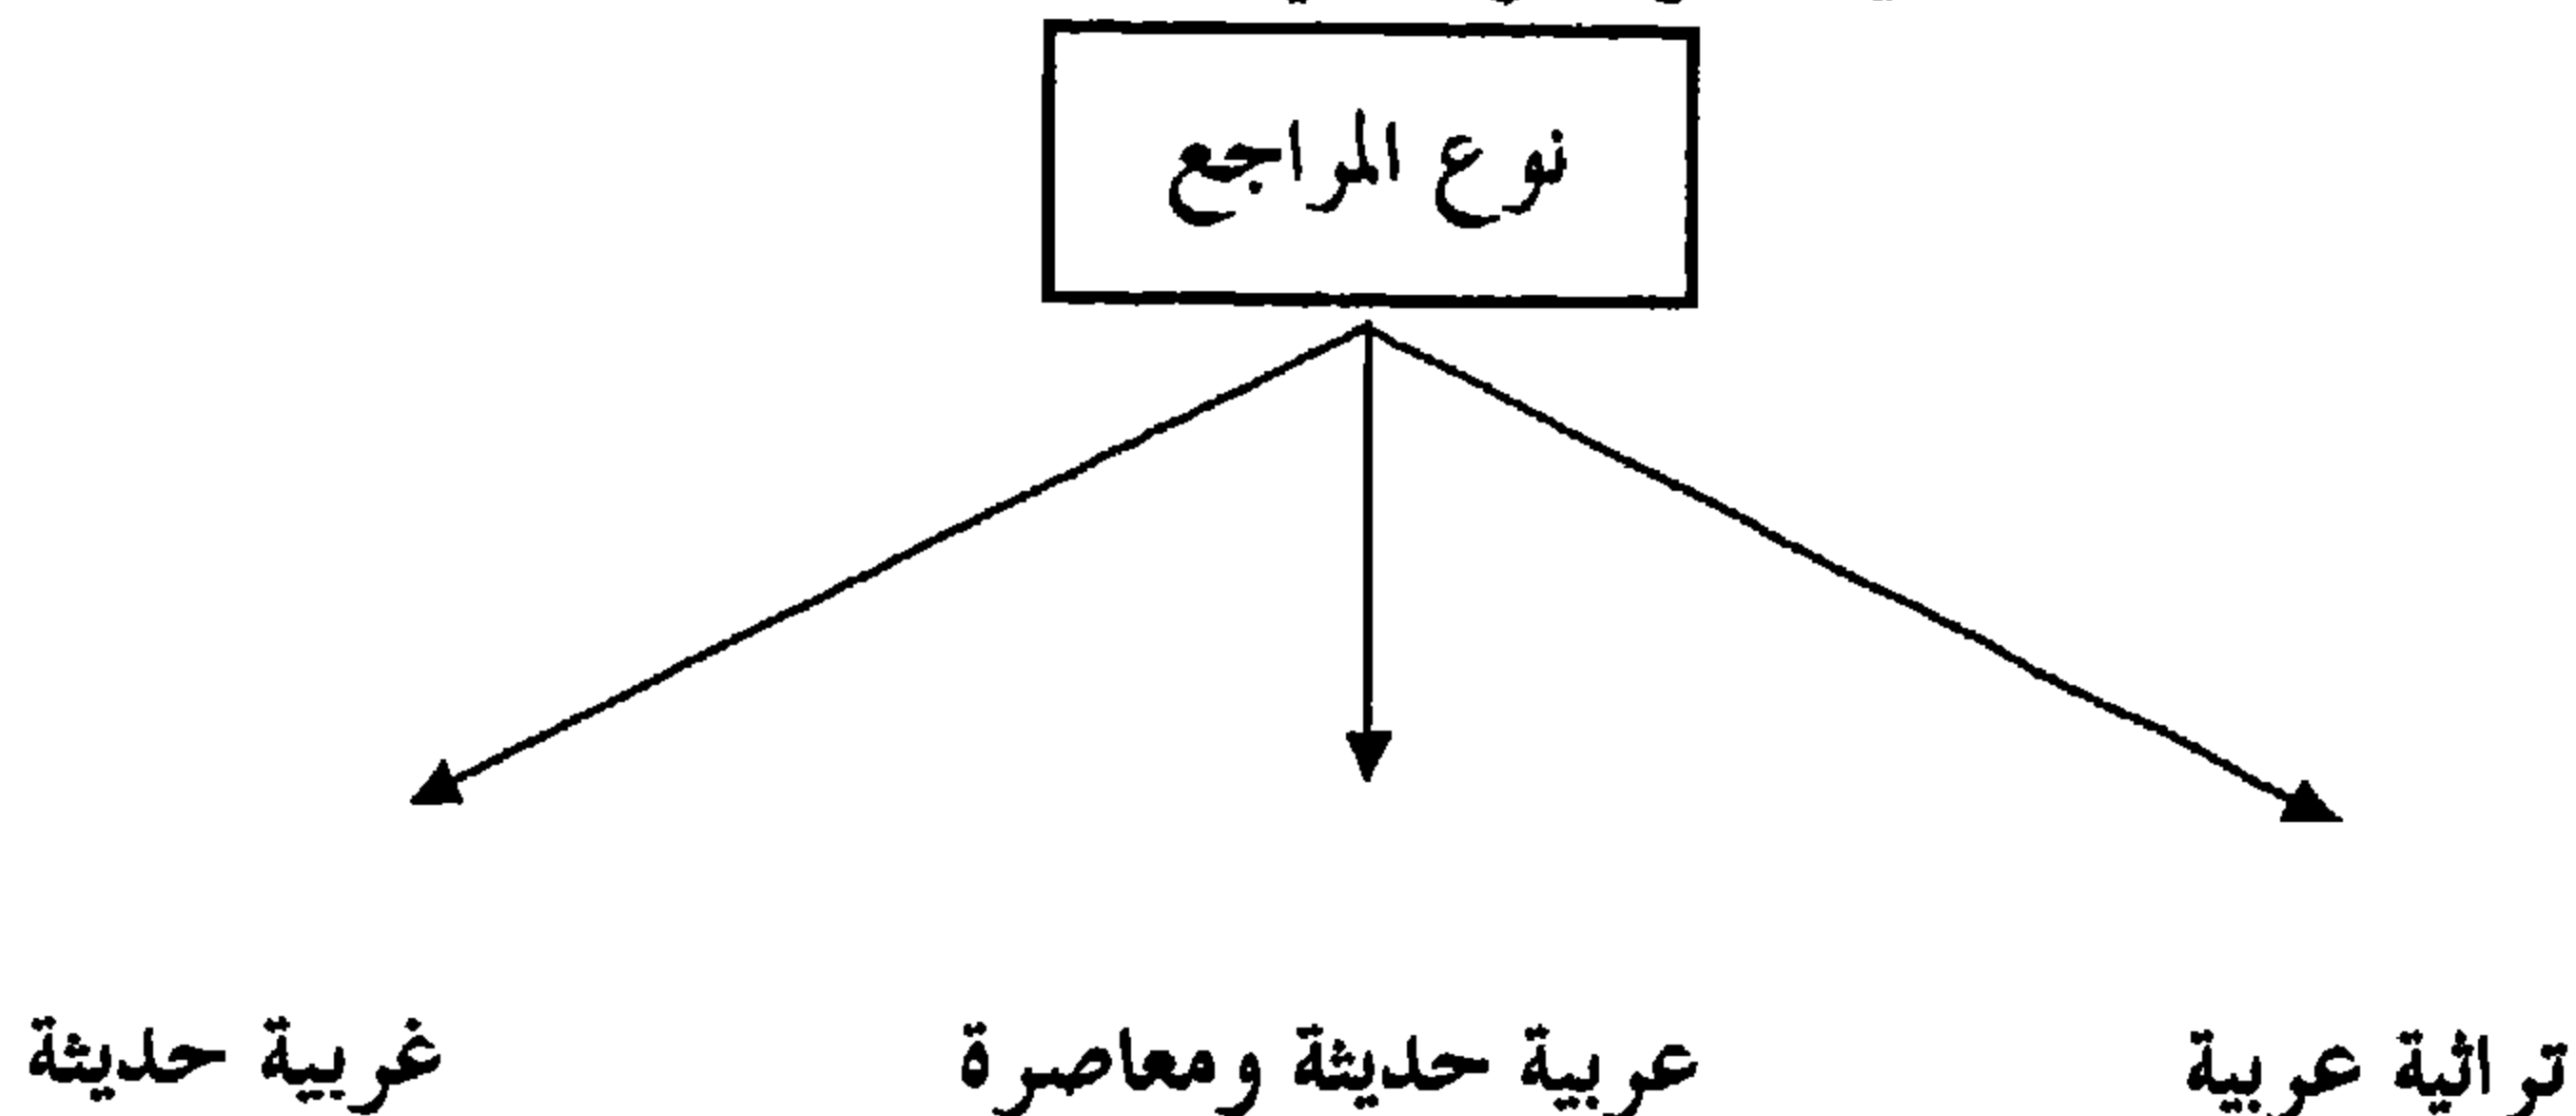 نوع المراجع
تراثية عربية
عربية حديثة ومعاصرة
غربية حديثة